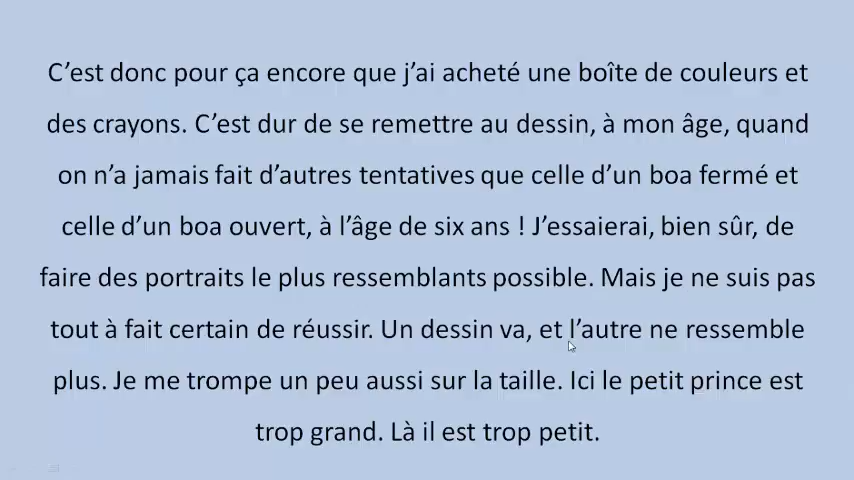 C’est donc pour ça encore que j’ai acheté une boîte de couleurs et
des crayons. C’est dur de se remettre au dessin, à mon âge, quand
on n’a jamais fait d’autres tentatives que celle d’un boa fermé et
celle d’un boa ouvert, à l’âge de six ans ! J’essaierai, bien sûr, de
faire des portraits le plus ressemblants possible. Mais je ne suis pas
tout à fait certain de réussir. Un dessin va, et l’autre ne ressemble
plus. Je me trompe un peu aussi sur la taille. Ici le petit prince est
trop grand. Là il est trop petit.